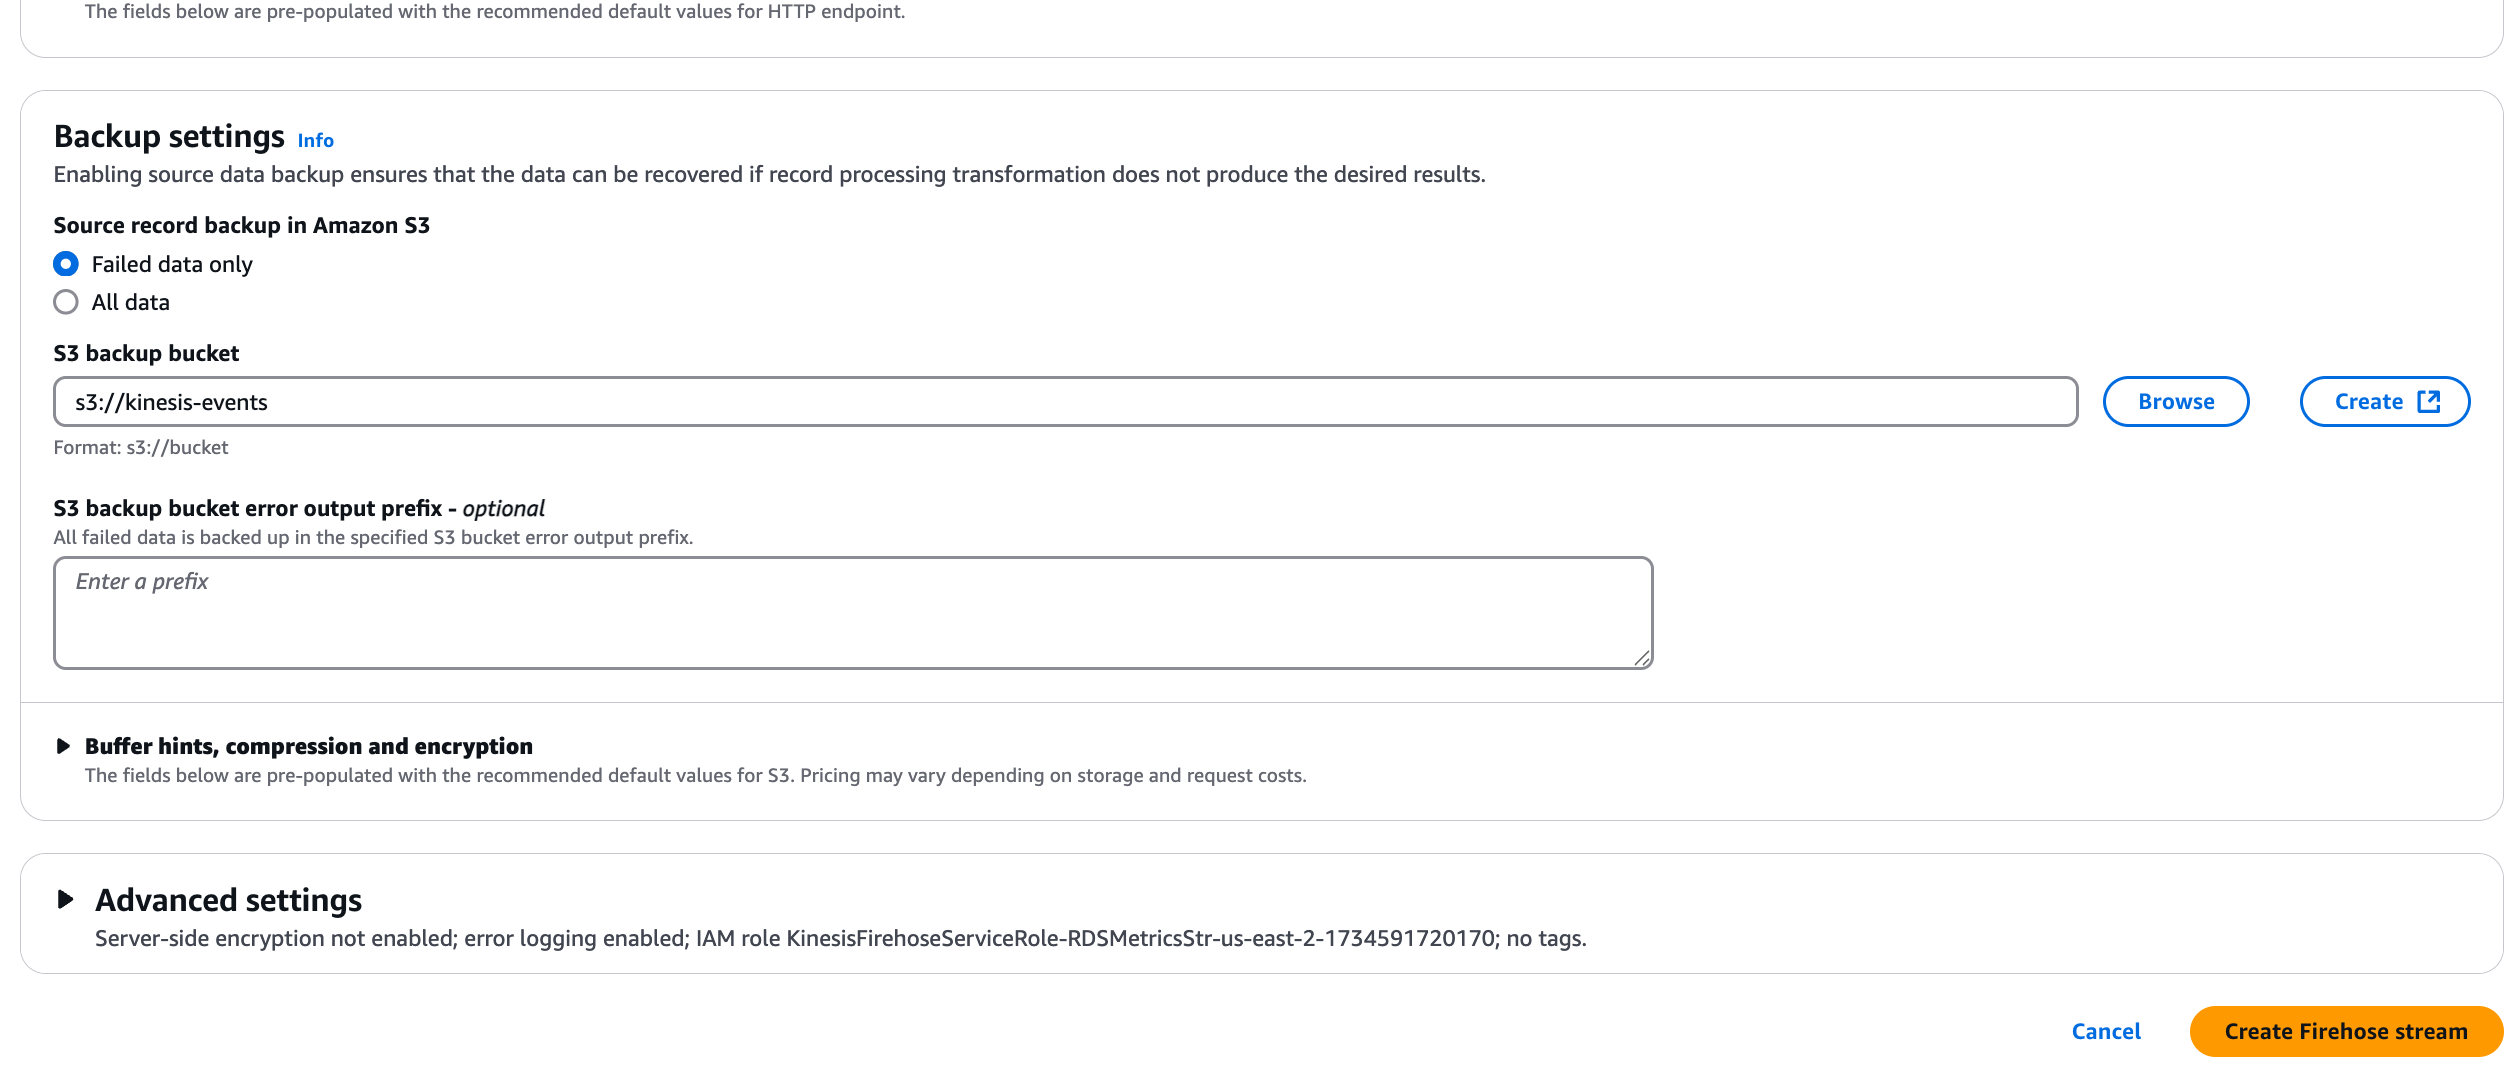 The fields below are pre-populated with the recommended default values for HTTP endpoint.
Backup settings Info
Enabling source data backup ensures that the data can be recovered if record processing transformation does not produce the desired results.
Source record backup in Amazon S3
Failed data only
All data
S3 backup bucket
s3://kinesis-events
Browse
Create
Format: s3://bucket
S3 backup bucket error output prefix - optional
All failed data is backed up in the specified S3 bucket error output prefix.
Enter a prefix
Buffer hints, compression and encryption
The fields below are pre-populated with the recommended default values for S3. Pricing may vary depending on storage and request costs.
Advanced settings
Server-side encryption not enabled; error logging enabled; IAM role KinesisFirehoseServiceRole-RDSMetricsStr-us-east-2-1734591720170; no tags.
Cancel
Create Firehose stream